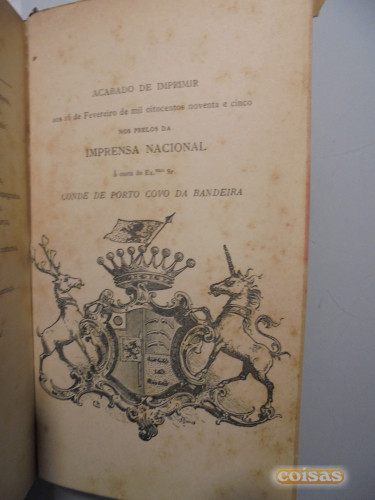 ACABADO DE IMPRIMIR
aos 16 de Fevereiro de mil oitocentos noventa e cinco
NOS PRELOS DA
IMPRENSA NACIONAL
Á custa do Ex.mo Sr.
CONDE DE PORTO COVO DA BANDEIRA
coisas